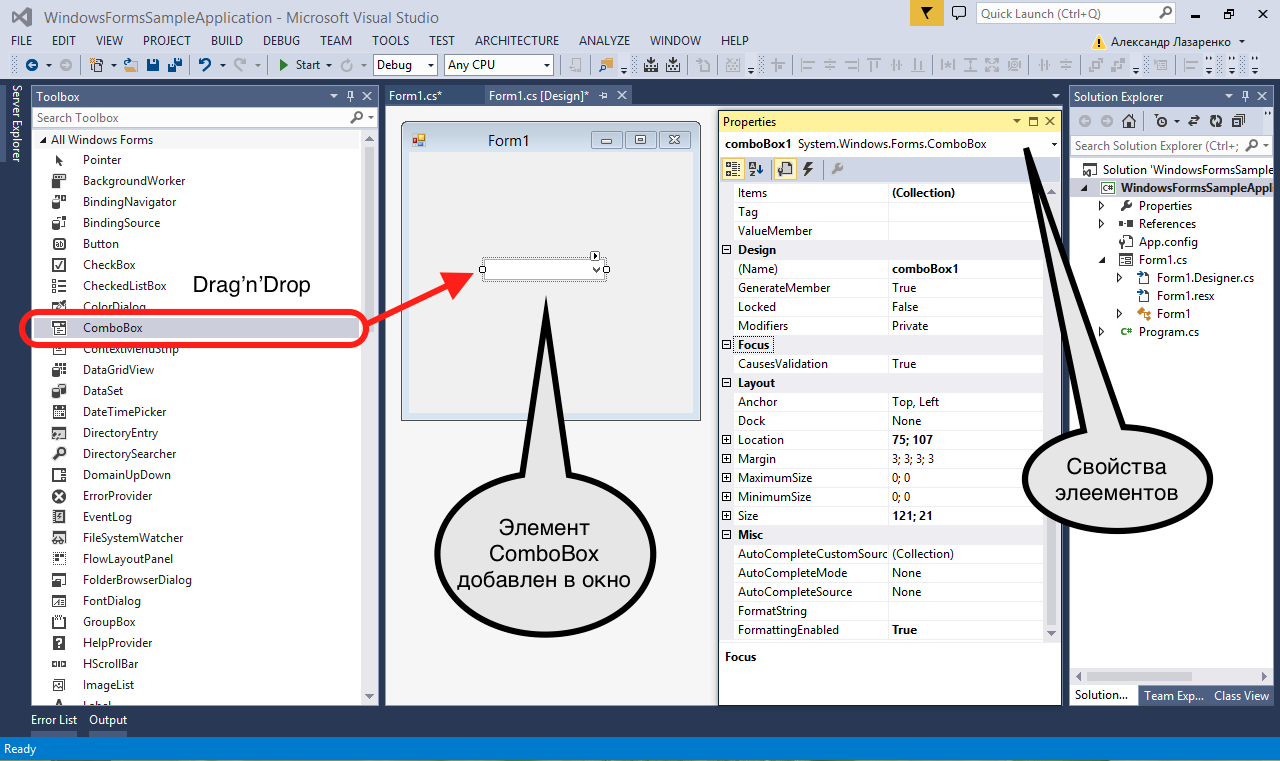 WindowsFormsSampleApplication - Microsoft Visual Studio
Quick Launch (Ctrl+Q)
FILE EDIT VIEW PROJECT BUILD DEBUG TEAM TOOLS TEST ARCHITECTURE ANALYZE WINDOW HELP
Александр Лазаренко
Start Debug Any CPU
Server Explorer
Toolbox
Search Toolbox
All Windows Forms
Pointer
BackgroundWorker
BindingNavigator
BindingSource
Button
CheckBox
CheckedListBox
ColorDialog
ComboBox
ContextMenuStrip
DataGridView
DataSet
DateTimePicker
DirectoryEntry
DirectorySearcher
DomainUpDown
ErrorProvider
EventLog
FileSystemWatcher
FlowLayoutPanel
FolderBrowserDialog
FontDialog
GroupBox
HelpProvider
HScrollBar
ImageList
Label
Drag'n'Drop
Form1.cs* Form1.cs [Design]*
Form1
Элемент
ComboBox
добавлен в окно
Properties
comboBox1 System.Windows.Forms.ComboBox
Items (Collection)
Tag
ValueMember
Design
(Name) comboBox1
GenerateMember True
Locked False
Modifiers Private
Focus
CausesValidation True
Layout
Anchor Top, Left
Dock None
Location 75; 107
Margin 3; 3; 3; 3
MaximumSize 0; 0
MinimumSize 0; 0
Size 121; 21
Misc
AutoCompleteCustomSourc (Collection)
AutoCompleteMode None
AutoCompleteSource None
FormatString
FormattingEnabled True
Focus
Свойства
элеементов
Solution Explorer
Search Solution Explorer (Ctrl+;
Solution 'WindowsFormsSample
WindowsFormsSampleAppl
Properties
References
App.config
Form1.cs
Form1.Designer.cs
Form1.resx
Form1
Program.cs
Solution... Team Exp... Class View
Error List Output
Ready